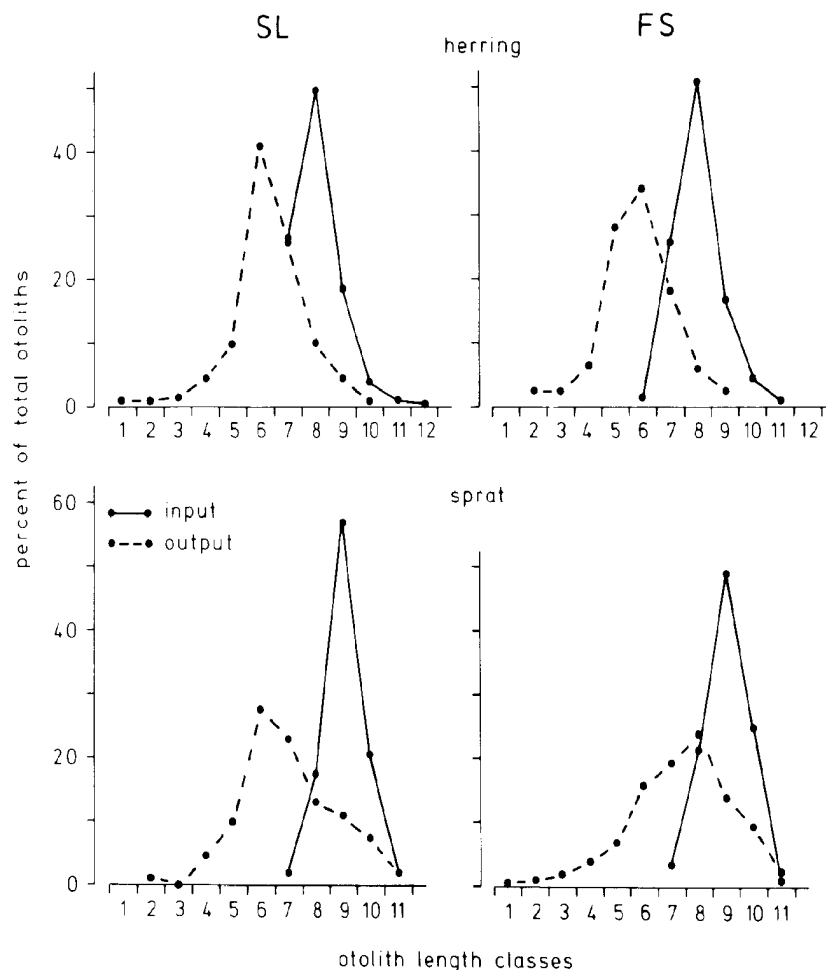 SL
FS
herring
40
20
0
1 2 3 4 5 6 7 8 9 10 11 12
1 2 3 4 5 6 7 8 9 10 11 12
percent of total otoliths
sprat
60
input
output
40
20
0
1 2 3 4 5 6 7 8 9 10 11
1 2 3 4 5 6 7 8 9 10 11
otolith length classes